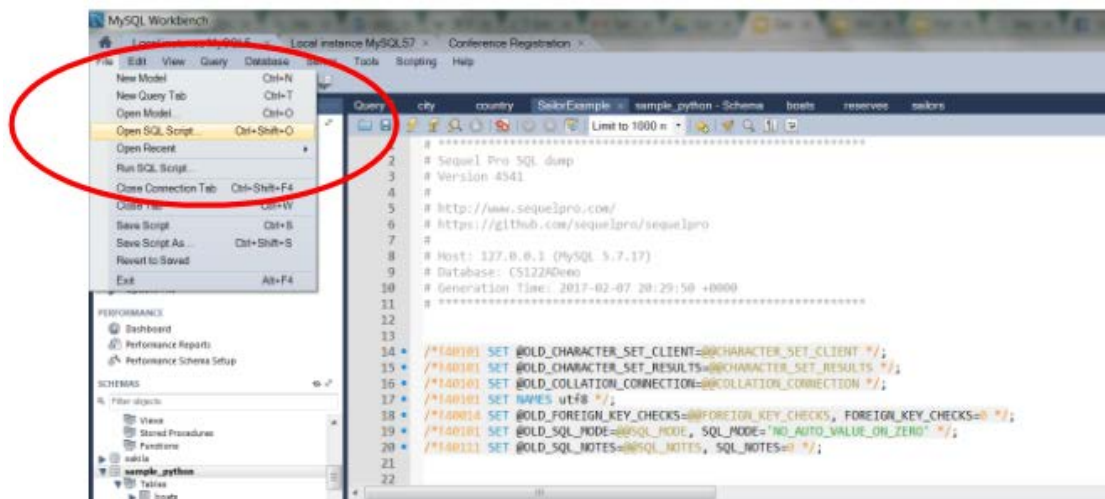 MySQL Workbench
Local instance MySQL57 × Conference Registration ×
File Edit View Query Database Server Tools Scripting Help
New Model Ctrl+N
New Query Tab Ctrl+T
Open Model... Ctrl+O
Open SQL Script... Ctrl+Shift+O
Open Recent
Run SQL Script...
Close Connection Tab Ctrl+Shift+F4
Close Tab Ctrl+W
Save Script Ctrl+S
Save Script As... Ctrl+Shift+S
Revert to Saved
Exit Alt+F4
PERFORMANCE
Dashboard
Performance Reports
Performance Schema Setup
SCHEMAS
Filter objects
Views
Stored Procedures
Functions
sakila
sample_python
Tables
boats
Query city country SailorExample × sample_python - Schema boats reserves sailors
Limit to 1000 r
1 # ************************************************************
2 # Sequel Pro SQL dump
3 # Version 4541
4 #
5 # http://www.sequelpro.com/
6 # https://github.com/sequelpro/sequelpro
7 #
8 # Host: 127.0.0.1 (MySQL 5.7.17)
9 # Database: CS122ADemo
10 # Generation Time: 2017-02-07 20:29:50 +0000
11 # ************************************************************
12
13
14 /*!40101 SET @OLD_CHARACTER_SET_CLIENT=@@CHARACTER_SET_CLIENT */;
15 /*!40101 SET @OLD_CHARACTER_SET_RESULTS=@@CHARACTER_SET_RESULTS */;
16 /*!40101 SET @OLD_COLLATION_CONNECTION=@@COLLATION_CONNECTION */;
17 /*!40101 SET NAMES utf8 */;
18 /*!40014 SET @OLD_FOREIGN_KEY_CHECKS=@@FOREIGN_KEY_CHECKS, FOREIGN_KEY_CHECKS=0 */;
19 /*!40101 SET @OLD_SQL_MODE=@@SQL_MODE, SQL_MODE='NO_AUTO_VALUE_ON_ZERO' */;
20 /*!40111 SET @OLD_SQL_NOTES=@@SQL_NOTES, SQL_NOTES=0 */;
21
22